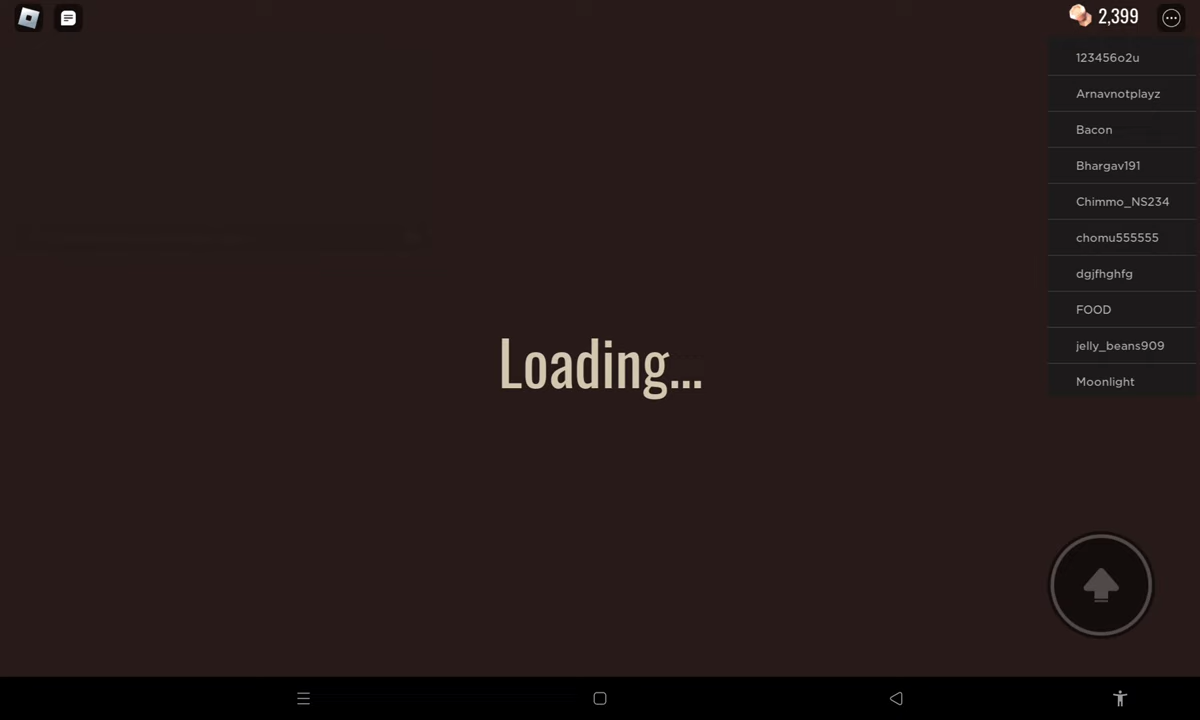 2,399
123456o2u
Arnavnotplayz
Bacon
Bhargav191
Chimmo_NS234
chomu555555
dgjfhghfg
FOOD
jelly_beans909
Moonlight
Loading...